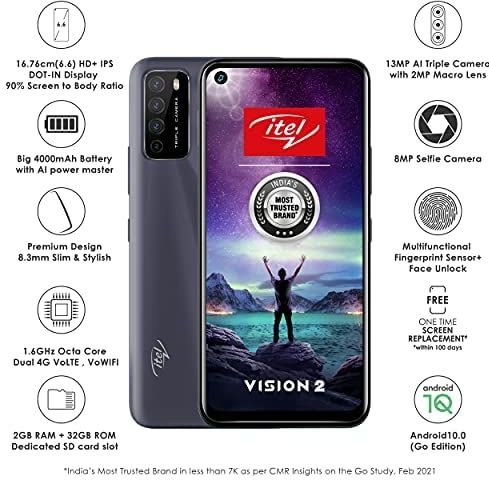 16.76cm(6.6) HD+ IPS
DOT-IN Display
90% Screen to Body Ratio
Big 4000mAh Battery
with AI power master
Premium Design
8.3mm Slim & Stylish
1.6GHz Octa Core
Dual 4G VoLTE , VoWIFI
2GB RAM + 32GB ROM
Dedicated SD card slot
TRIPLE CAMERA
itel
itel
INDIA'S
MOST
TRUSTED
BRAND*
VISION 2
13MP AI Triple Camera
with 2MP Macro Lens
8MP Selfie Camera
Multifunctional
Fingerprint Sensor+
Face Unlock
FREE
ONE TIME
SCREEN
REPLACEMENT*
*within 100 days
android
10
Android10.0
(Go Edition)
*India's Most Trusted Brand in less than 7K as per CMR Insights on the Go Study, Feb 2021